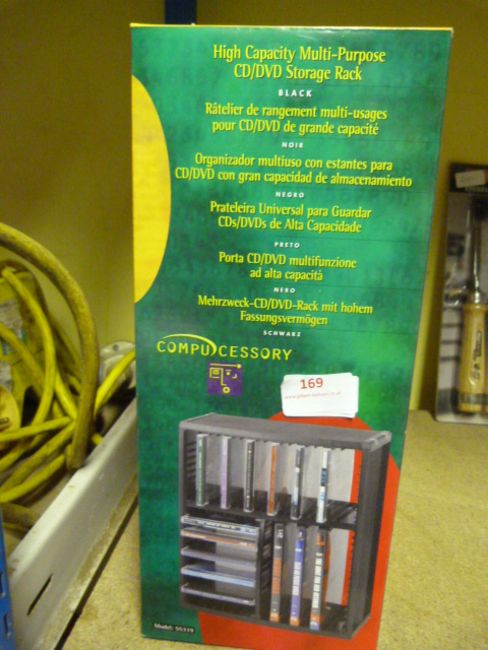 High Capacity Multi-Purpose
CD/DVD Storage Rack
BLACK
Râtelier de rangement multi-usages
pour CD/DVD de grande capacité
NOIR
Organizador multiuso con estantes para
CD/DVD con gran capacidad de almacenamiento
NEGRO
Prateleira Universal para Guardar
CDs/DVDs de Alta Capacidade
PRETO
Porta CD/DVD multifunzione
ad alta capacità
NERO
Mehrzweck-CD/DVD-Rack mit hohem
Fassungsvermögen
SCHWARZ
COMPUCESSORY
169
Model: 55319